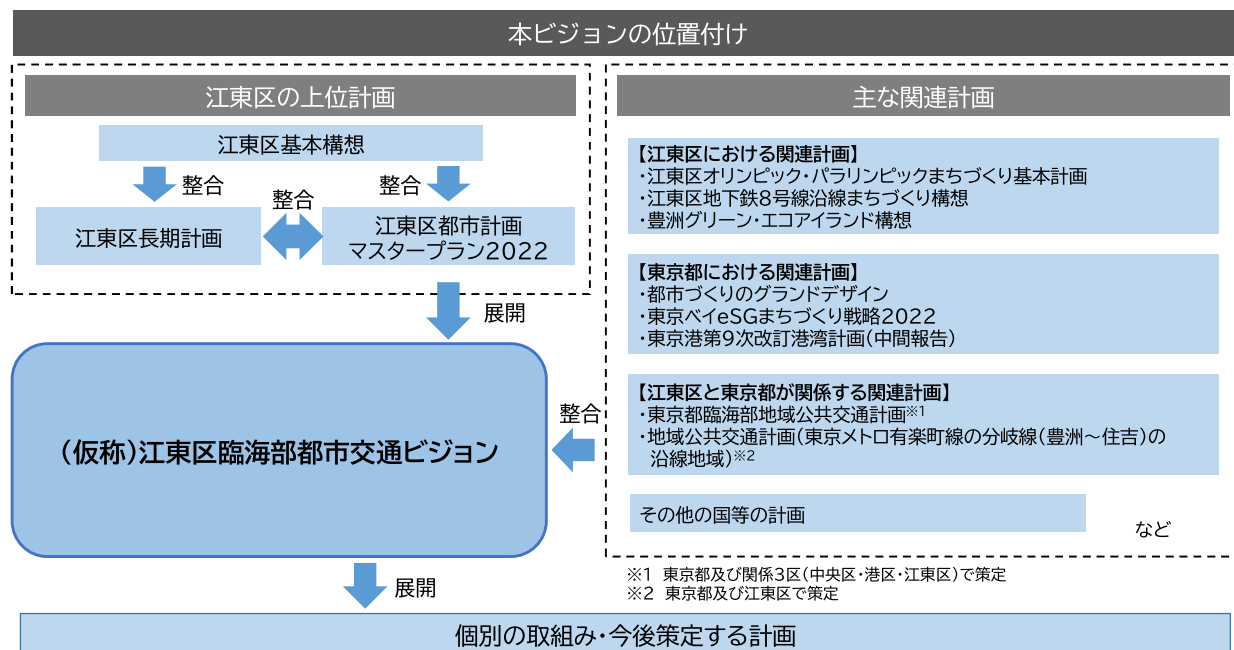 本ビジョンの位置付け
江東区の上位計画
江東区基本構想
整合
整合
整合
江東区長期計画
江東区都市計画
マスタープラン2022
展開
(仮称)江東区臨海部都市交通ビジョン
整合
展開
主な関連計画
【江東区における関連計画】
・江東区オリンピック・パラリンピックまちづくり基本計画
・江東区地下鉄8号線沿線まちづくり構想
・豊洲グリーン・エコアイランド構想
【東京都における関連計画】
・都市づくりのグランドデザイン
・東京ベイeSGまちづくり戦略2022
・東京港第9次改訂港湾計画(中間報告)
【江東区と東京都が関係する関連計画】
・東京都臨海部地域公共交通計画※1
・地域公共交通計画(東京メトロ有楽町線の分岐線(豊洲~住吉)の
沿線地域)※2
その他の国等の計画
など
※1 東京都及び関係3区(中央区・港区・江東区)で策定
※2 東京都及び江東区で策定
個別の取組み・今後策定する計画